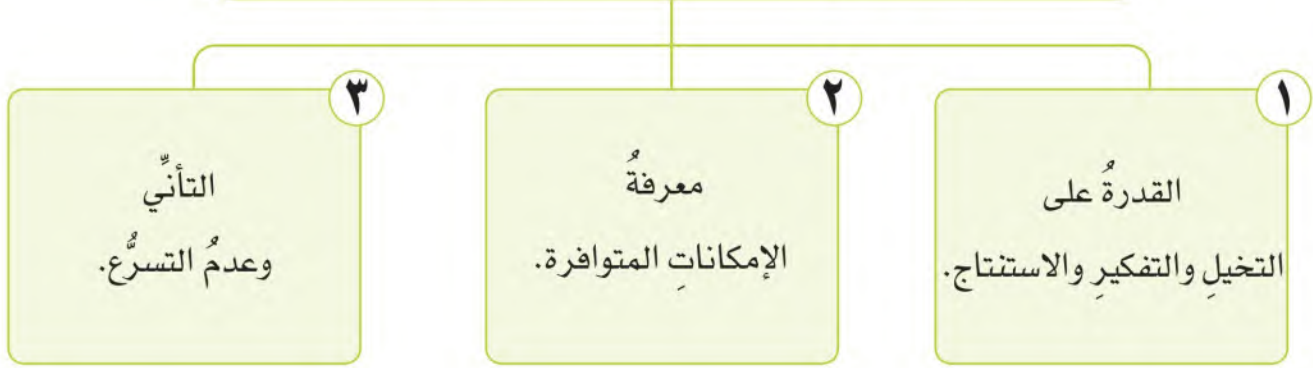 ١
القدرةُ على
التخيلِ والتفكيرِ والاستنتاج.
٢
معرفةُ
الإمكاناتِ المتوافرة.
٣
التأنِّي
وعدمُ التسرُّع.